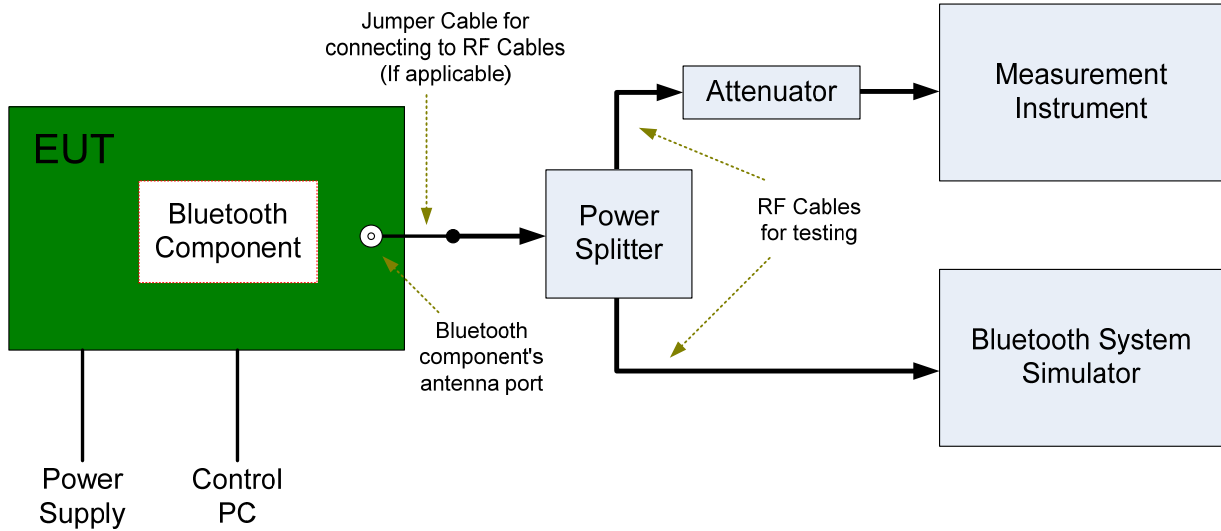 Jumper Cable for
connecting to RF Cables
(If applicable)
EUT
Bluetooth
Component
Bluetooth
component's
antenna port
Power
Supply
Control
PC
Power
Splitter
Attenuator
RF Cables
for testing
Measurement
Instrument
Bluetooth System
Simulator